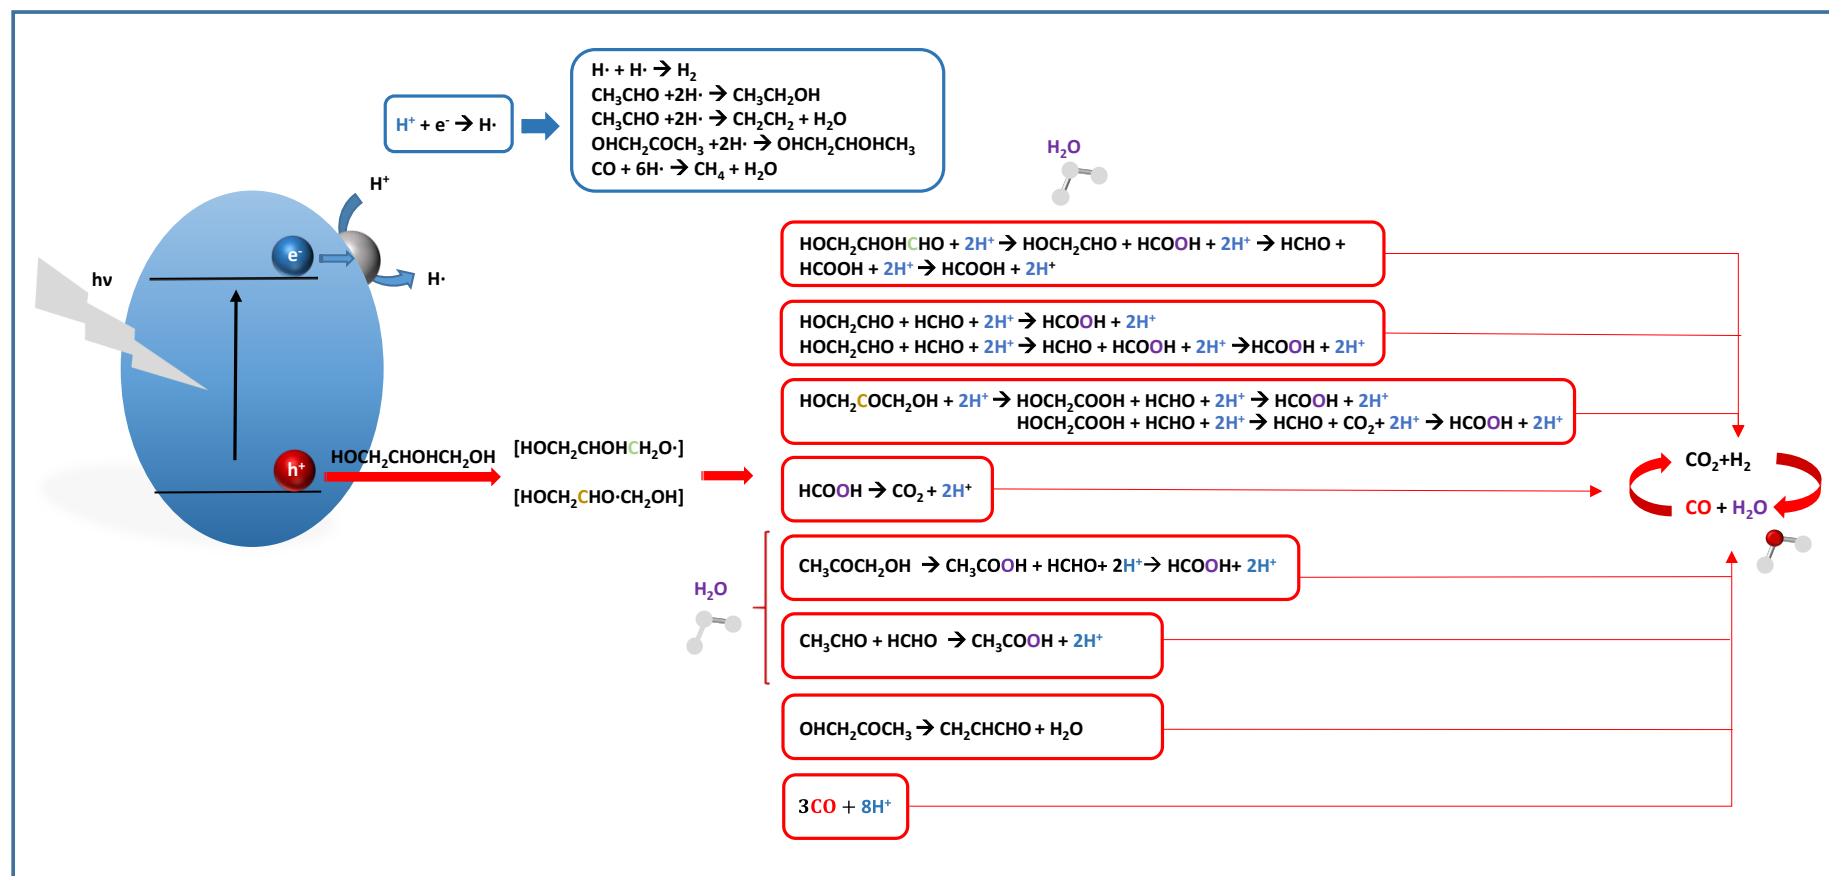 H· + H· → H₂
CH₃CHO +2H· → CH₃CH₂OH
CH₃CHO +2H· → CH₂CH₂ + H₂O
OHCH₂COCH₃ +2H· → OHCH₂CHOHCH₃
CO + 6H· → CH₄ + H₂O
H⁺ + e⁻ → H·
H₂O
H⁺
e⁻
H·
hν
HOCH₂CHOHCHO + 2H⁺ → HOCH₂CHO + HCOOH + 2H⁺ → HCHO +
HCOOH + 2H⁺ → HCOOH + 2H⁺
HOCH₂CHO + HCHO + 2H⁺ → HCOOH + 2H⁺
HOCH₂CHO + HCHO + 2H⁺ → HCHO + HCOOH + 2H⁺ →HCOOH + 2H⁺
HOCH₂COCH₂OH + 2H⁺ → HOCH₂COOH + HCHO + 2H⁺ → HCOOH + 2H⁺
HOCH₂COOH + HCHO + 2H⁺ → HCHO + CO₂+ 2H⁺ → HCOOH + 2H⁺
h⁺
HOCH₂CHOHCH₂OH
[HOCH₂CHOHCH₂O·]
[HOCH₂CHO·CH₂OH]
HCOOH → CO₂ + 2H⁺
CO₂+H₂
CO + H₂O
H₂O
CH₃COCH₂OH → CH₃COOH + HCHO+ 2H⁺→ HCOOH+ 2H⁺
CH₃CHO + HCHO → CH₃COOH + 2H⁺
OHCH₂COCH₃ → CH₂CHCHO + H₂O
3CO + 8H⁺